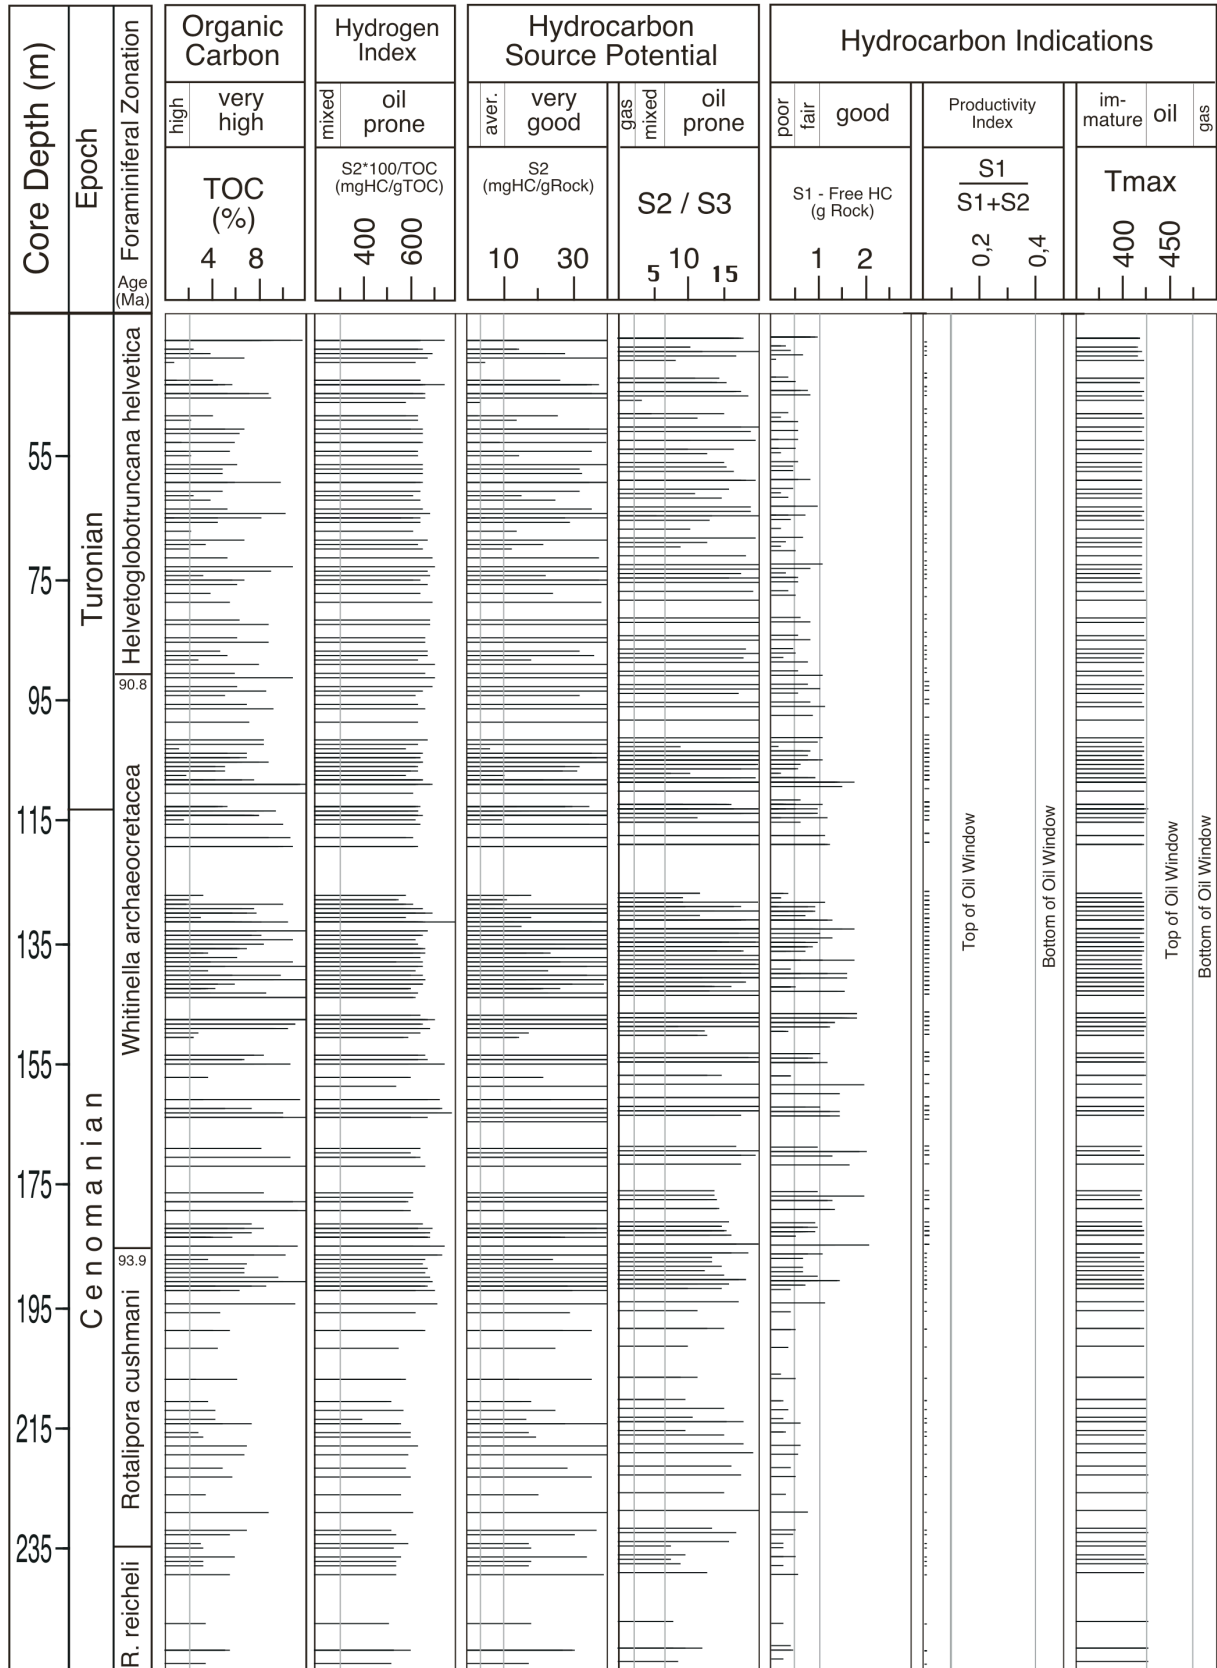 Core Depth (m)
Epoch
Foraminiferal Zonation
Age
(Ma)
Organic
Carbon
high
very
high
TOC
(%)
4 8
Hydrogen
Index
mixed
oil
prone
S2*100/TOC
(mgHC/gTOC)
400 600
Hydrocarbon
Source Potential
aver.
very
good
S2
(mgHC/gRock)
10 30
gas
mixed
oil
prone
S2 / S3
5 10 15
Hydrocarbon Indications
poor
fair
good
S1 - Free HC
(g Rock)
1 2
Productivity
Index
S1
S1+S2
0,2 0,4
im-
mature
oil
gas
Tmax
400 450
55
75
95
115
135
155
175
195
215
235
Turonian
Cenomanian
Helvetoglobotruncana helvetica
90.8
Whitinella archaeocretacea
93.9
Rotalipora cushmani
R. reicheli
Top of Oil Window
Bottom of Oil Window
Top of Oil Window
Bottom of Oil Window